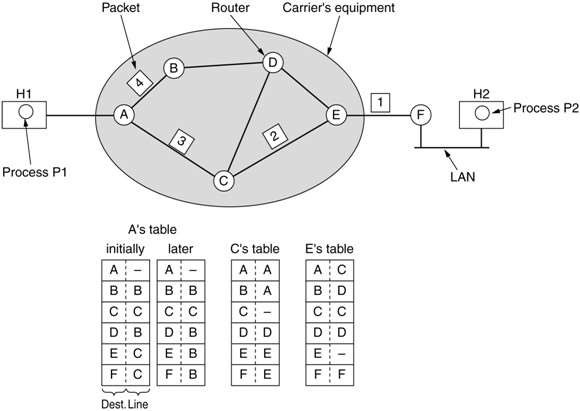 Packet Router Carrier's equipment
D
B
4
H1 1 H2
A E F Process P2
3 2
Process P1 LAN
C
A's table
initially later C's table E's table
A – A – A A A C
B B B B B A B D
C C C C C – C C
D B D B D D D D
E C E B E E E –
F C F B F E F F
Dest. Line